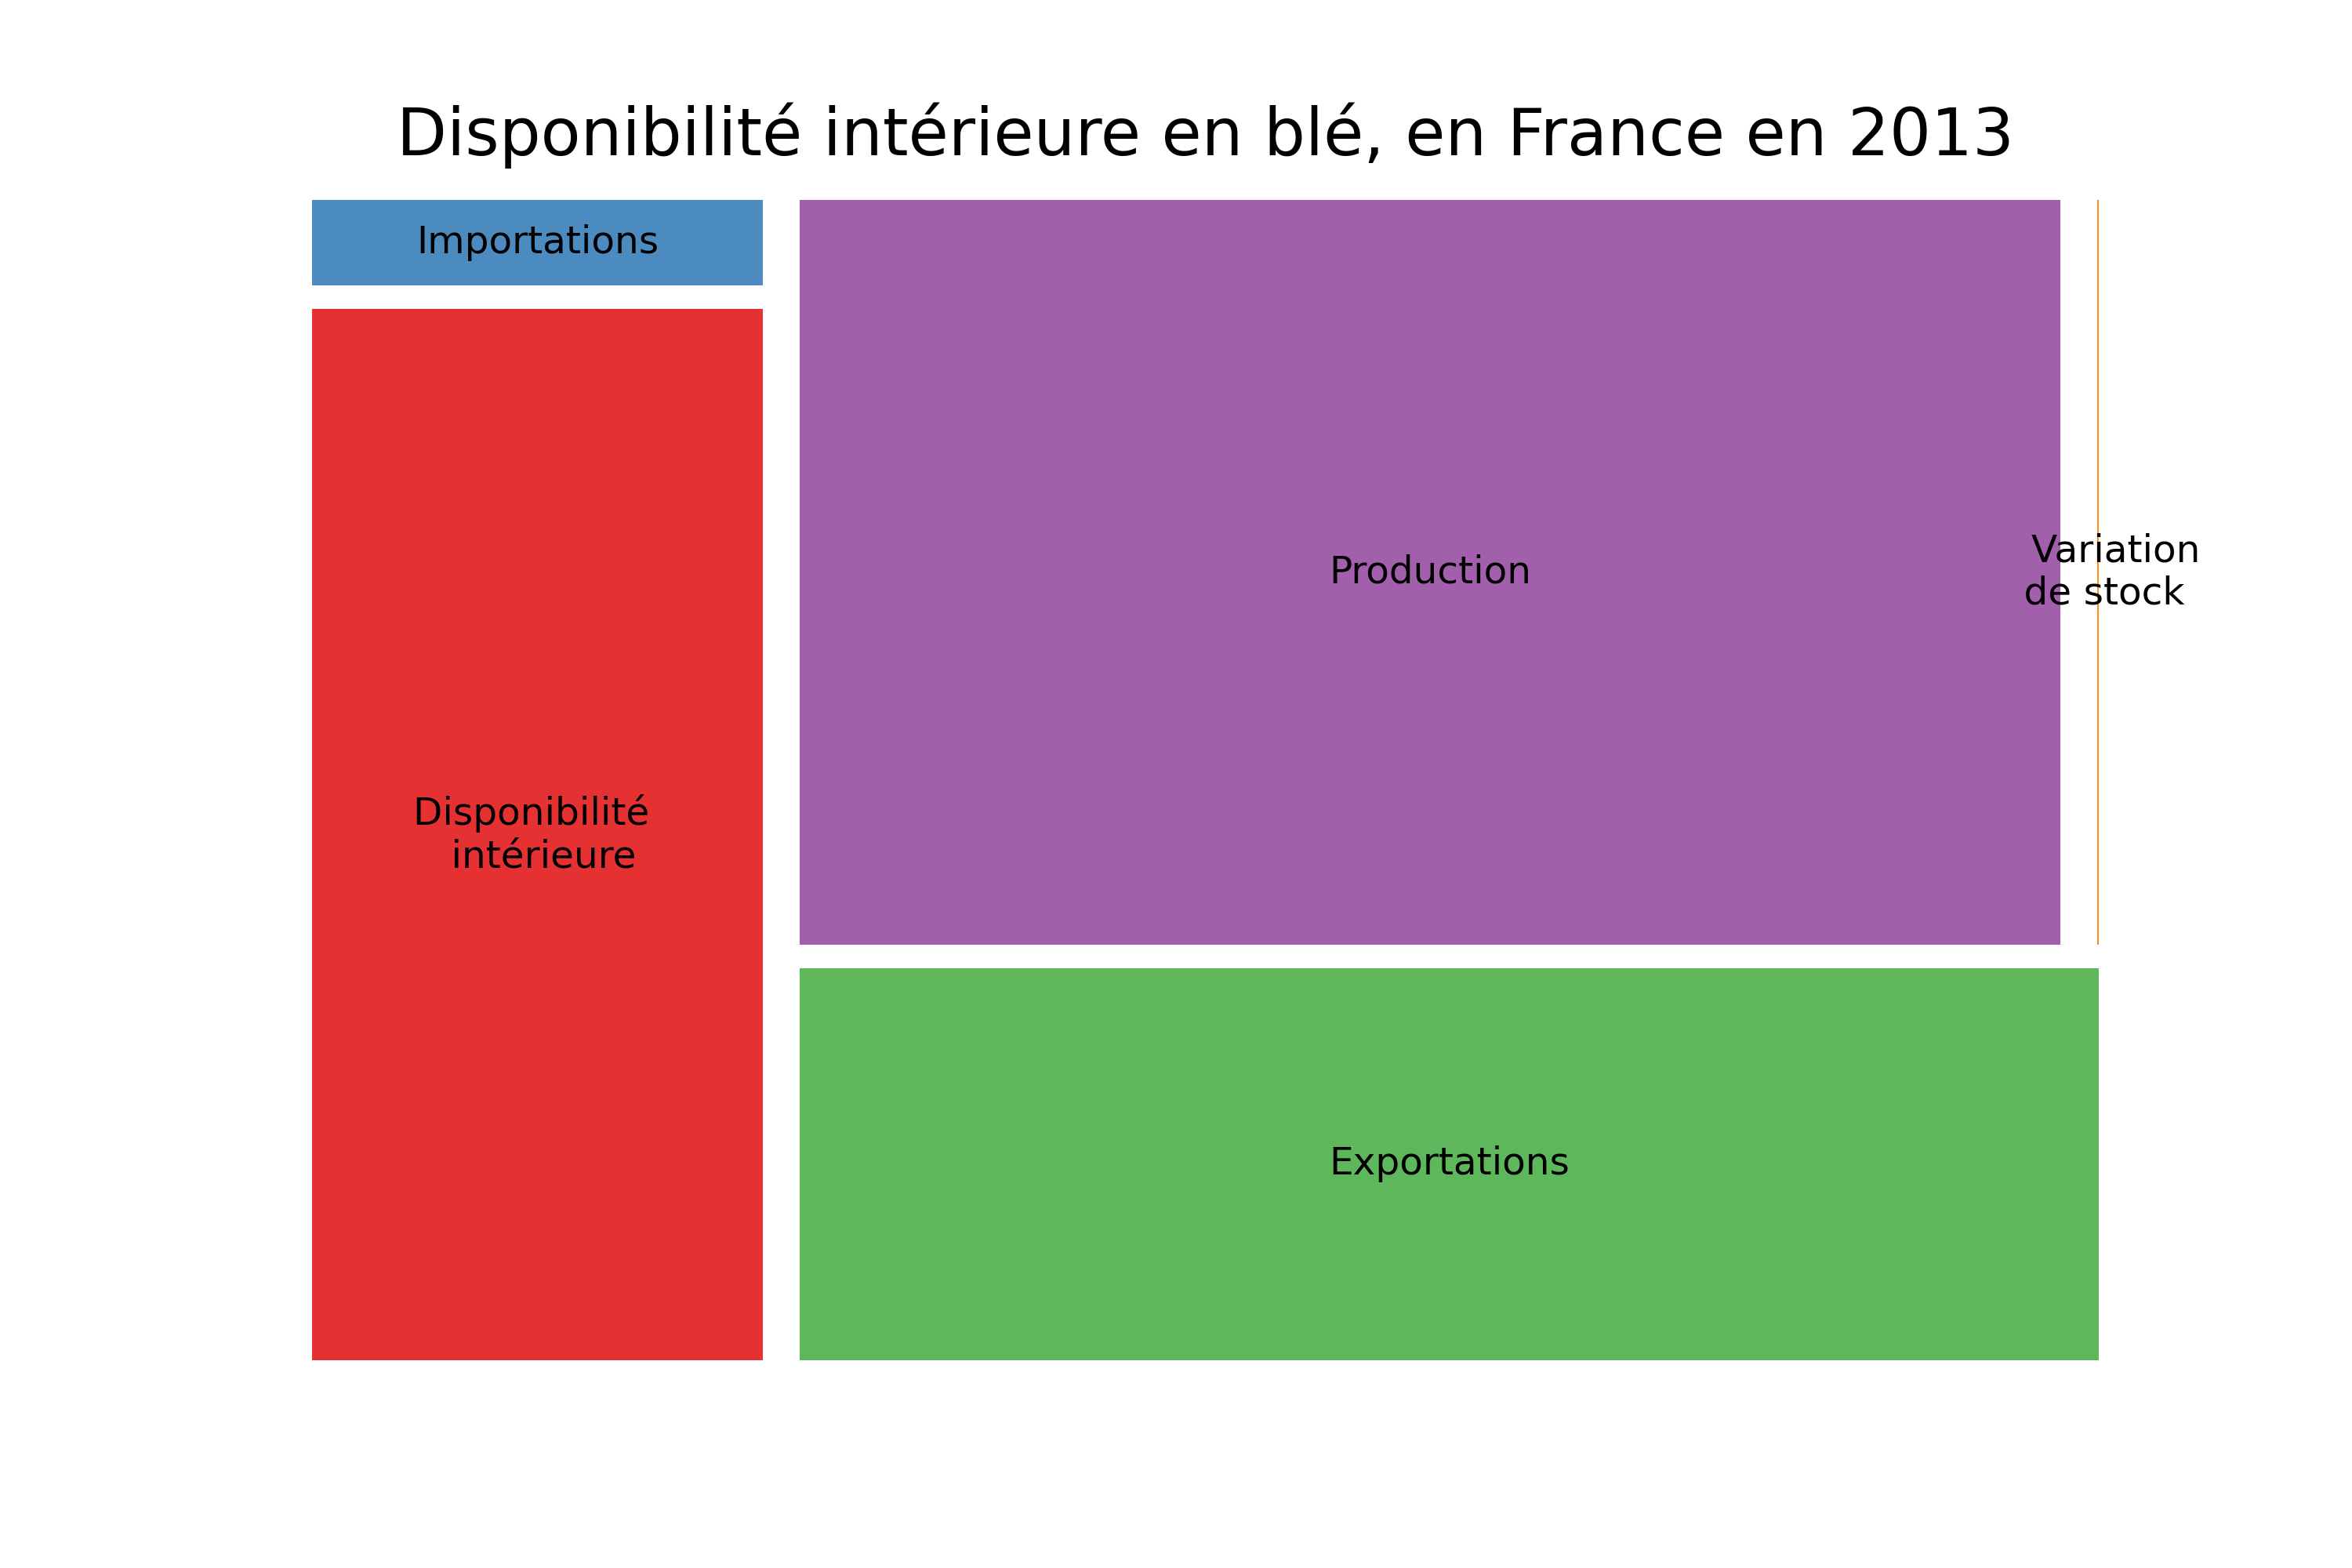 Disponibilité intérieure en blé, en France en 2013
Importations
Disponibilité
intérieure
Production
Variation
de stock
Exportations